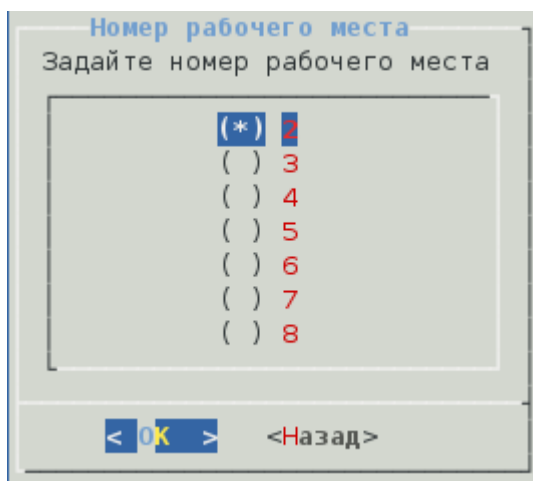 Номер рабочего места
Задайте номер рабочего места
(*) 2
( ) 3
( ) 4
( ) 5
( ) 6
( ) 7
( ) 8
< OK > <Назад>